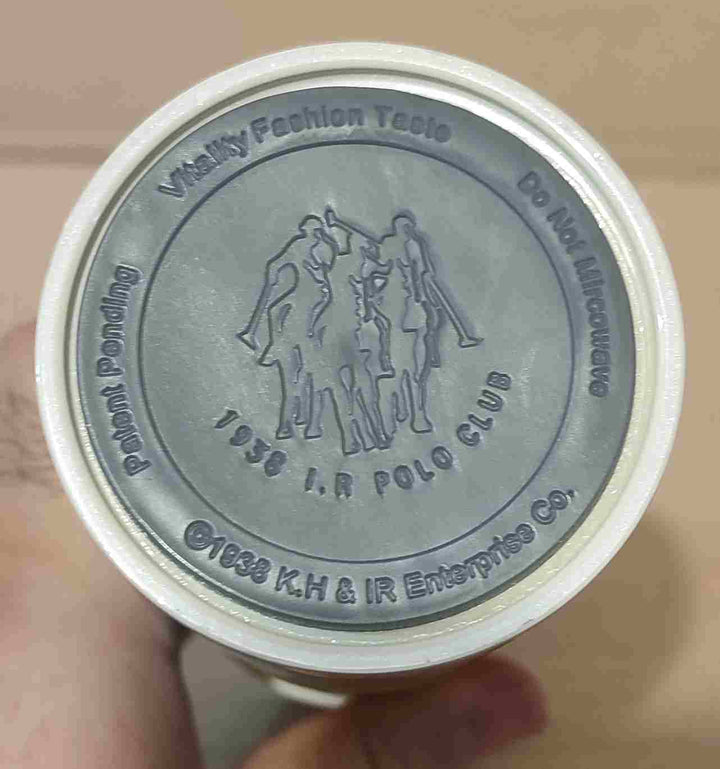 Vitality Fashion Taste
Do Not Mircowave
Patent Pending
1938 I.R POLO CLUB
©1938 K.H & IR Enterprise Co.